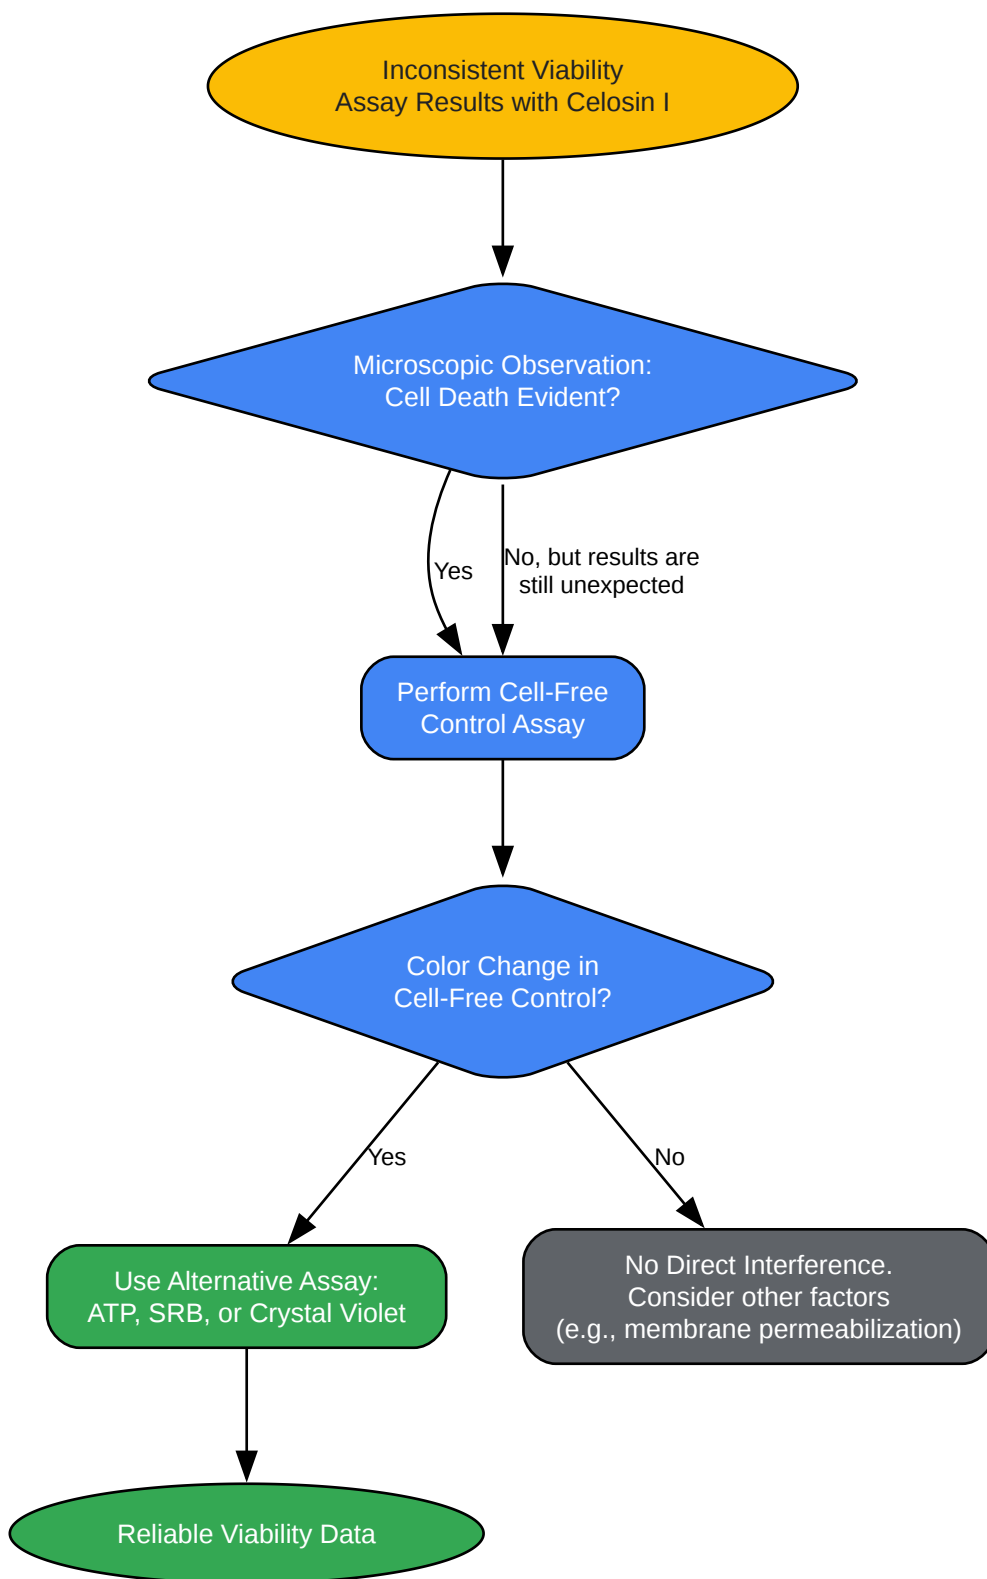 Inconsistent Viability
Assay Results with Celosin I
Microscopic Observation:
Cell Death Evident?
Yes
No, but results are
still unexpected
Perform Cell-Free
Control Assay
Color Change in
Cell-Free Control?
Yes
No
Use Alternative Assay:
ATP, SRB, or Crystal Violet
No Direct Interference.
Consider other factors
(e.g., membrane permeabilization)
Reliable Viability Data